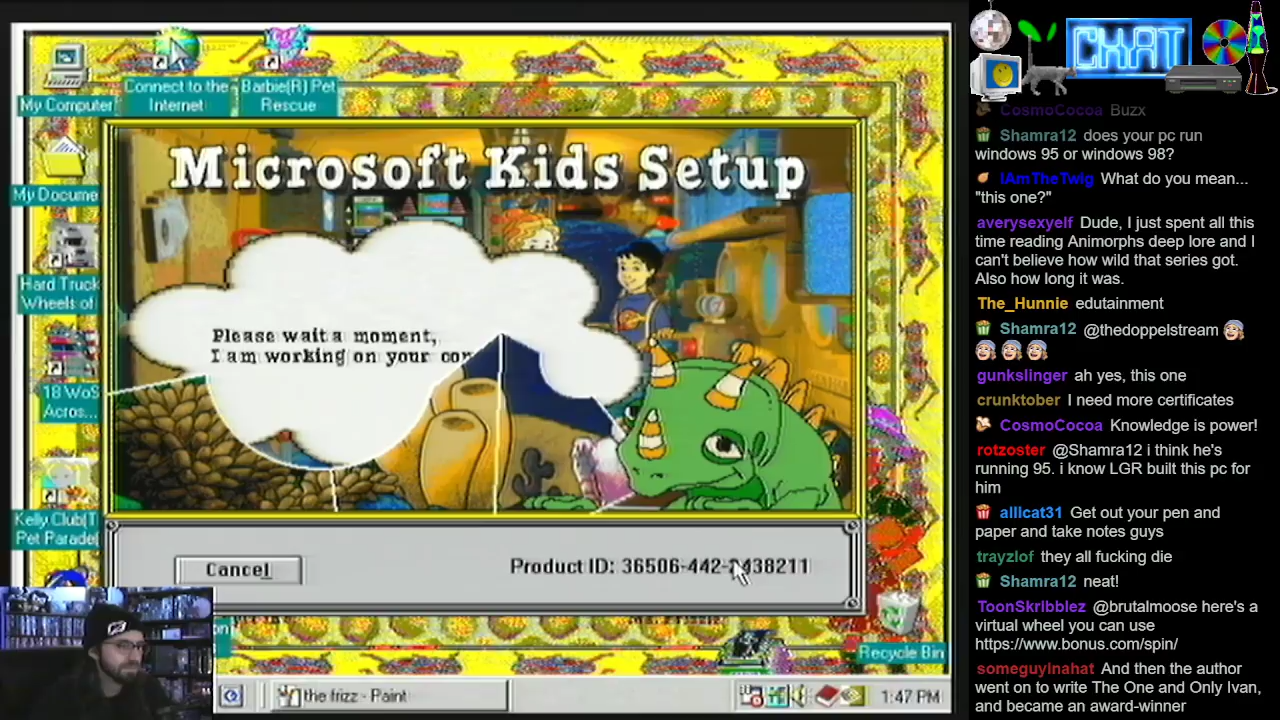 My Computer
Connect to the
Internet
Barbie(R) Pet
Rescue
My Docume
Hard Truck
Wheels of
18 WoS
Acros...
Kelly Club(T
Pet Parade(
Microsoft Kids Setup
Please wait a moment,
I am working on your con
Cancel
Product ID: 36506-442-2438211
Recycle Bin
the frizz - Paint
1:47 PM
CHAT
CosmoCocoa Buzx
Shamra12 does your pc run
windows 95 or windows 98?
IAmTheTwig What do you mean...
"this one?"
averysexyelf Dude, I just spent all this
time reading Animorphs deep lore and I
can't believe how wild that series got.
Also how long it was.
The_Hunnie edutainment
Shamra12 @thedoppelstream
gunkslinger ah yes, this one
crunktober I need more certificates
CosmoCocoa Knowledge is power!
rotzoster @Shamra12 i think he's
running 95. i know LGR built this pc for
him
alllcat31 Get out your pen and
paper and take notes guys
trayzlof they all fucking die
Shamra12 neat!
ToonSkribblez @brutalmoose here's a
virtual wheel you can use
https://www.bonus.com/spin/
someguyinahat And then the author
went on to write The One and Only Ivan,
and became an award-winner